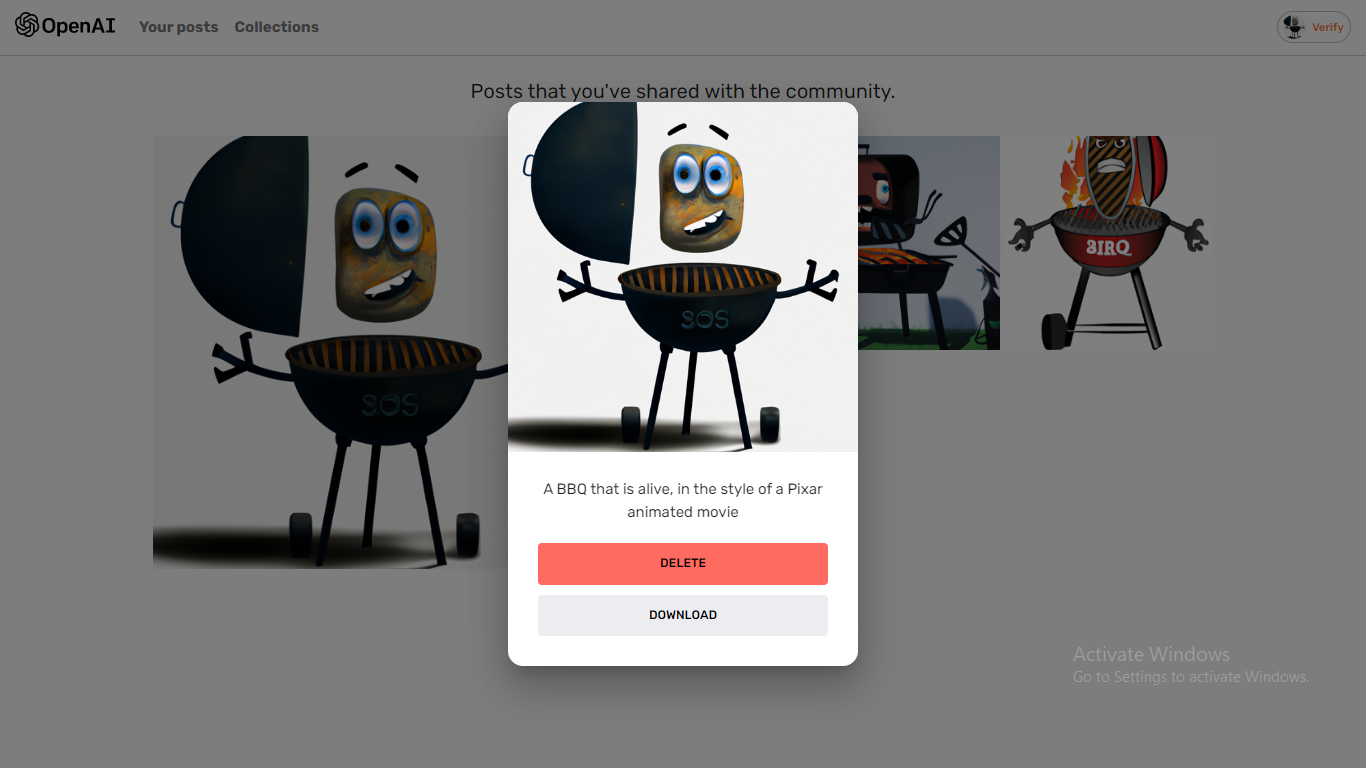 OpenAI
Your posts
Collections
Verify
Posts that you've shared with the community.
SOS
SOS
BIRQ
A BBQ that is alive, in the style of a Pixar
animated movie
DELETE
DOWNLOAD
Activate Windows
Go to Settings to activate Windows.